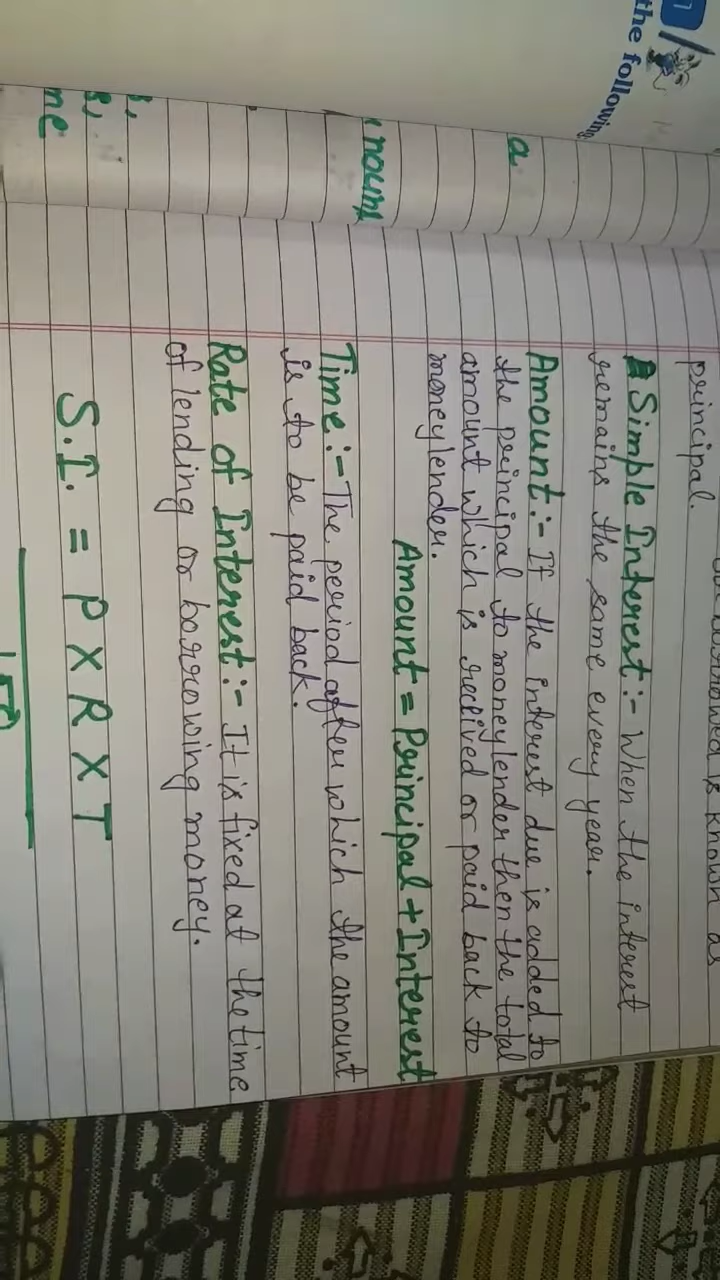 the following
a
principal.
Simple Interest :- When the interest
remains the same every year.
Amount :- If the interest due is added to
the principal to moneylender then the total
amount which is received or paid back to
moneylender.
Amount = Principal + Interest
Time :- The period after which the amount
is to be paid back.
Rate of Interest :- It is fixed at the time
of lending or borrowing money.
S.I. = P X R X T